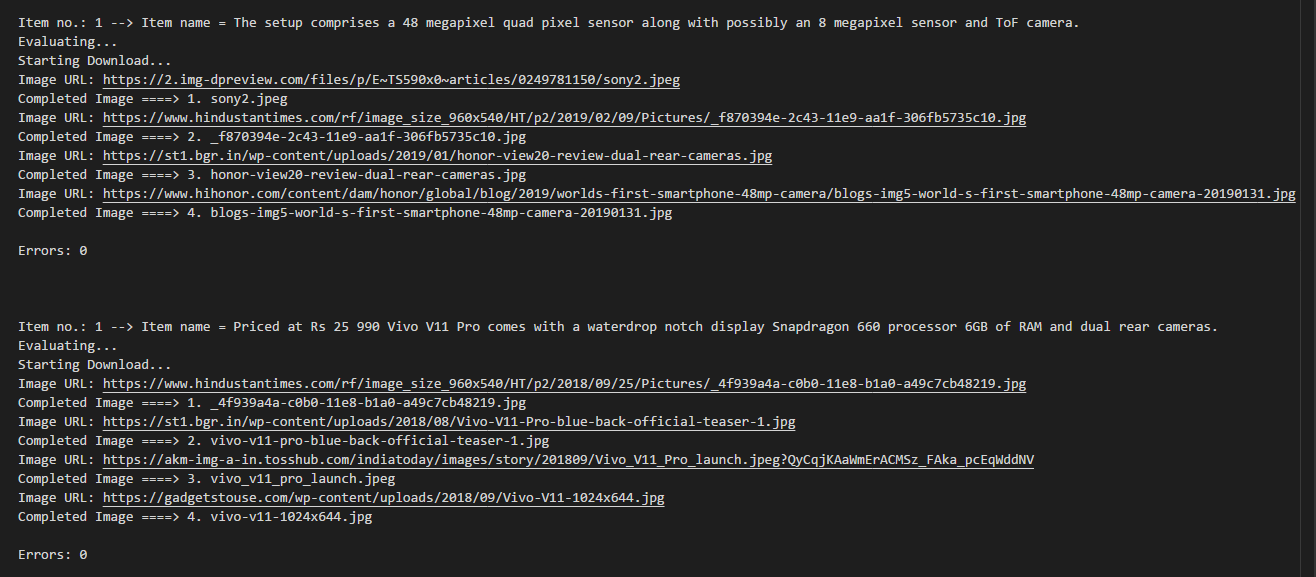 Item no.: 1 --> Item name = The setup comprises a 48 megapixel quad pixel sensor along with possibly an 8 megapixel sensor and ToF camera.
Evaluating...
Starting Download...
Image URL: https://2.img-dpreview.com/files/p/E~TS590x0~articles/0249781150/sony2.jpeg
Completed Image ====> 1. sony2.jpeg
Image URL: https://www.hindustantimes.com/rf/image_size_960x540/HT/p2/2019/02/09/Pictures/_f870394e-2c43-11e9-aa1f-306fb5735c10.jpg
Completed Image ====> 2. _f870394e-2c43-11e9-aa1f-306fb5735c10.jpg
Image URL: https://st1.bgr.in/wp-content/uploads/2019/01/honor-view20-review-dual-rear-cameras.jpg
Completed Image ====> 3. honor-view20-review-dual-rear-cameras.jpg
Image URL: https://www.hihonor.com/content/dam/honor/global/blog/2019/worlds-first-smartphone-48mp-camera/blogs-img5-world-s-first-smartphone-48mp-camera-20190131.jpg
Completed Image ====> 4. blogs-img5-world-s-first-smartphone-48mp-camera-20190131.jpg
Errors: 0
Item no.: 1 --> Item name = Priced at Rs 25 990 Vivo V11 Pro comes with a waterdrop notch display Snapdragon 660 processor 6GB of RAM and dual rear cameras.
Evaluating...
Starting Download...
Image URL: https://www.hindustantimes.com/rf/image_size_960x540/HT/p2/2018/09/25/Pictures/_4f939a4a-c0b0-11e8-b1a0-a49c7cb48219.jpg
Completed Image ====> 1. _4f939a4a-c0b0-11e8-b1a0-a49c7cb48219.jpg
Image URL: https://st1.bgr.in/wp-content/uploads/2018/08/Vivo-V11-Pro-blue-back-official-teaser-1.jpg
Completed Image ====> 2. vivo-v11-pro-blue-back-official-teaser-1.jpg
Image URL: https://akm-img-a-in.tosshub.com/indiatoday/images/story/201809/Vivo_V11_Pro_launch.jpeg?QyCqjKAaWmErACMSz_FAka_pcEqWddNV
Completed Image ====> 3. vivo_v11_pro_launch.jpeg
Image URL: https://gadgetstouse.com/wp-content/uploads/2018/09/Vivo-V11-1024x644.jpg
Completed Image ====> 4. vivo-v11-1024x644.jpg
Errors: 0